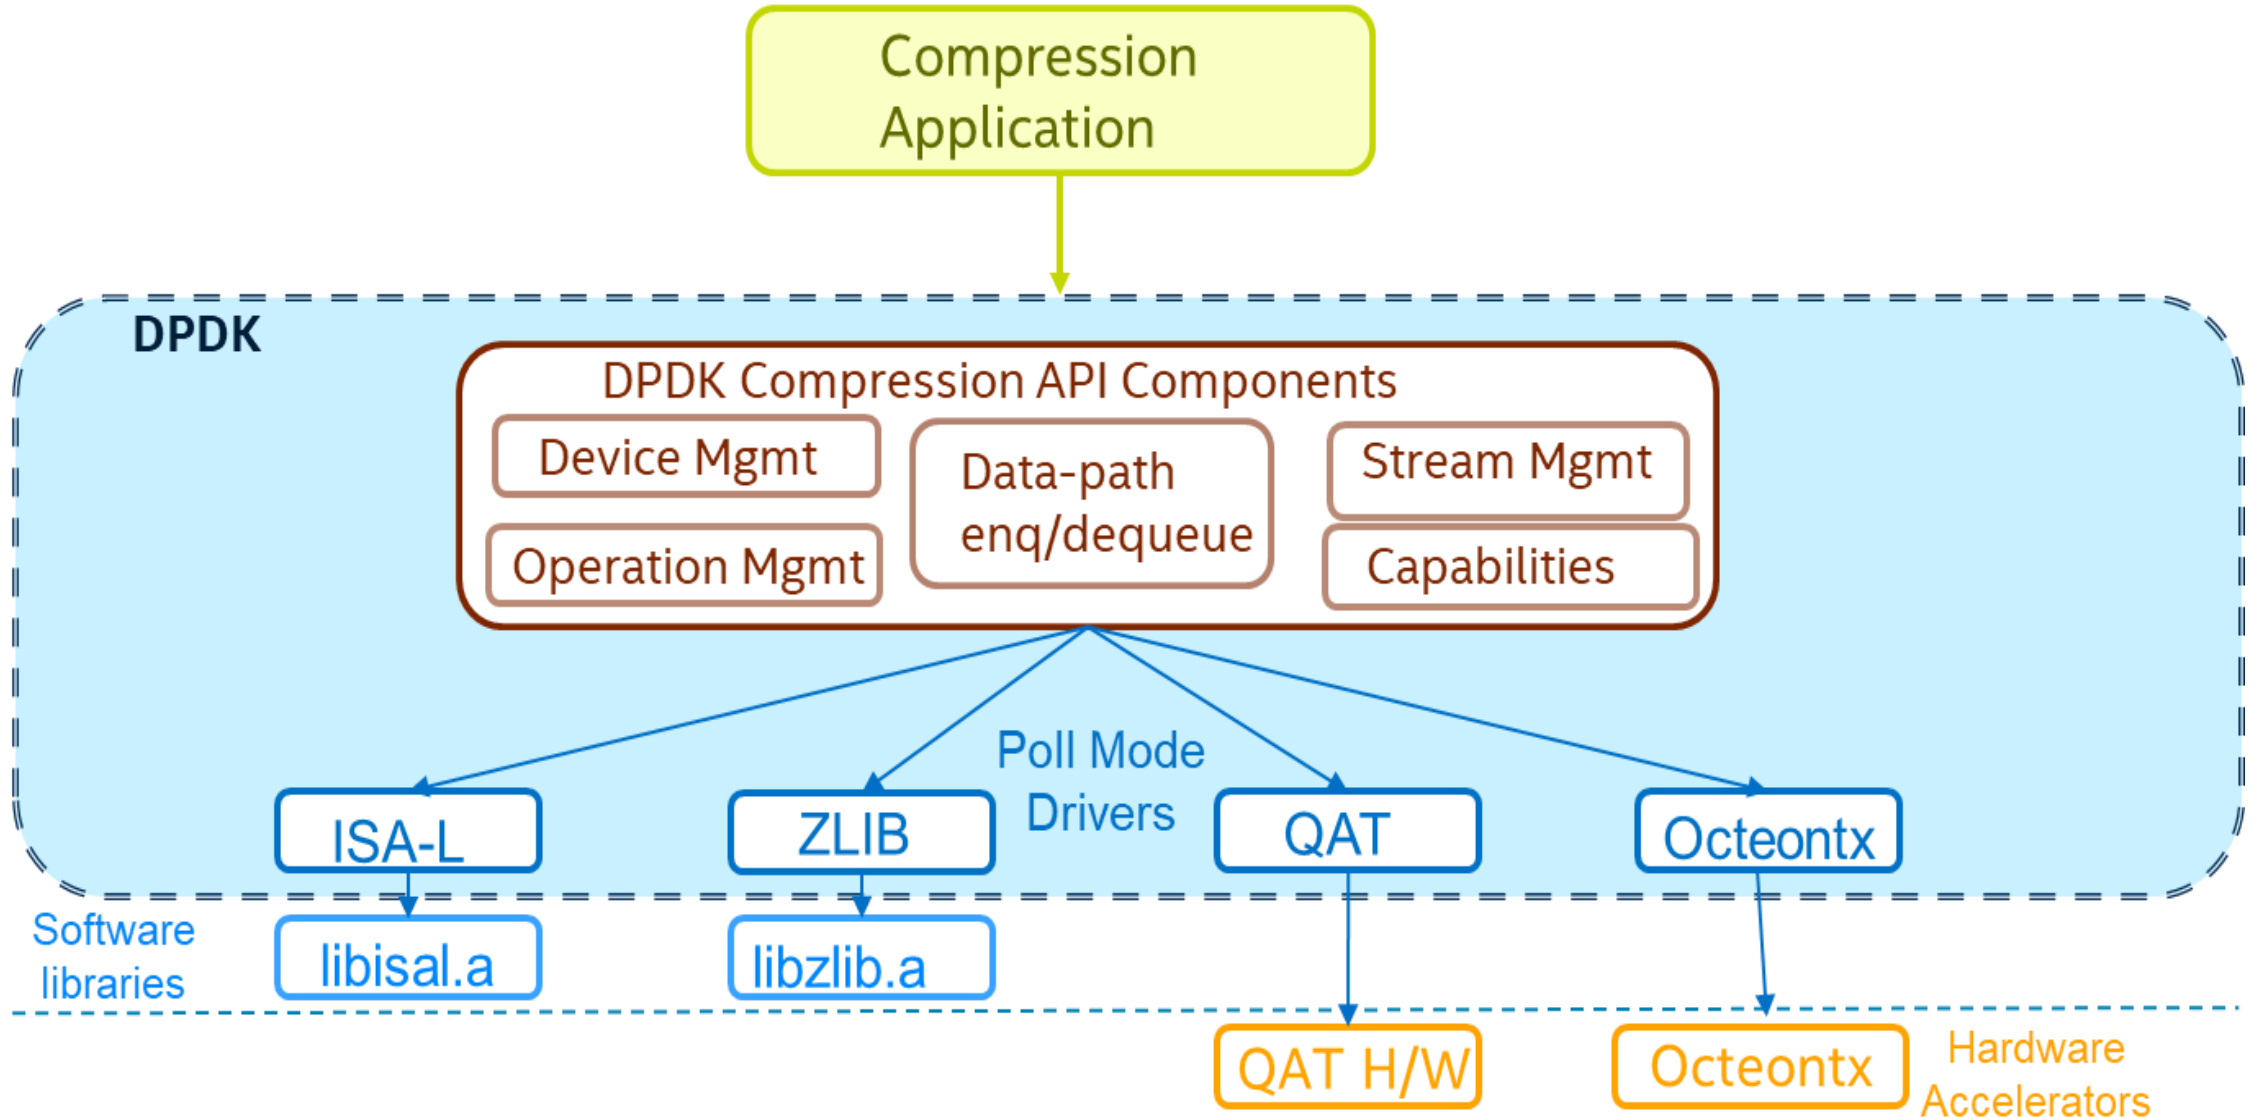 Compression
Application
DPDK
DPDK Compression API Components
Device Mgmt
Data-path
enq/dequeue
Stream Mgmt
Operation Mgmt
Capabilities
Poll Mode
Drivers
ISA-L
ZLIB
QAT
Octeontx
Software
libraries
libisal.a
libzlib.a
QAT H/W
Octeontx
Hardware
Accelerators